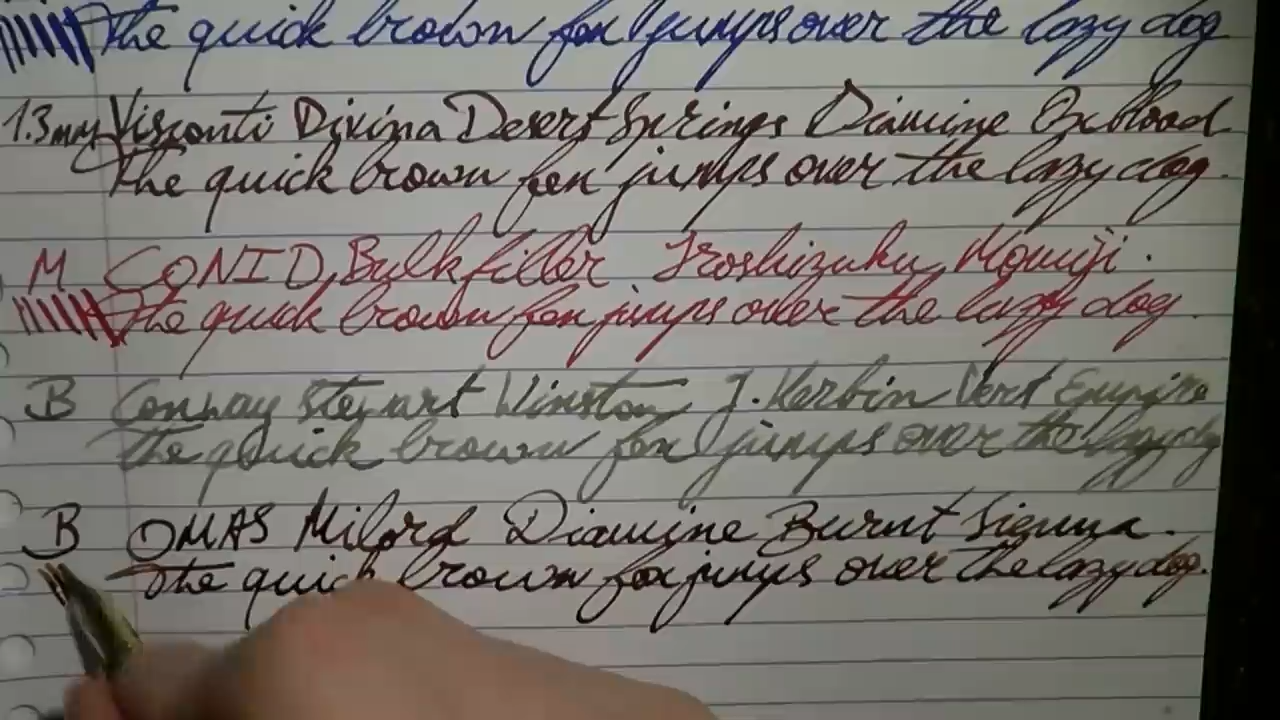 The quick brown fox jumps over the lazy dog
1.3mm Visconti Divina Desert Springs Diamine Oxblood
The quick brown fox jumps over the lazy dog.
M CONID Bulkfiller Iroshizuku Momiji.
The quick brown fox jumps over the lazy dog.
B Conway Stewart Winston J. Herbin Vert Empire
The quick brown fox jumps over the lazy dog
B OMAS Milord Diamine Burnt Sienna.
The quick brown fox jumps over the lazy dog.